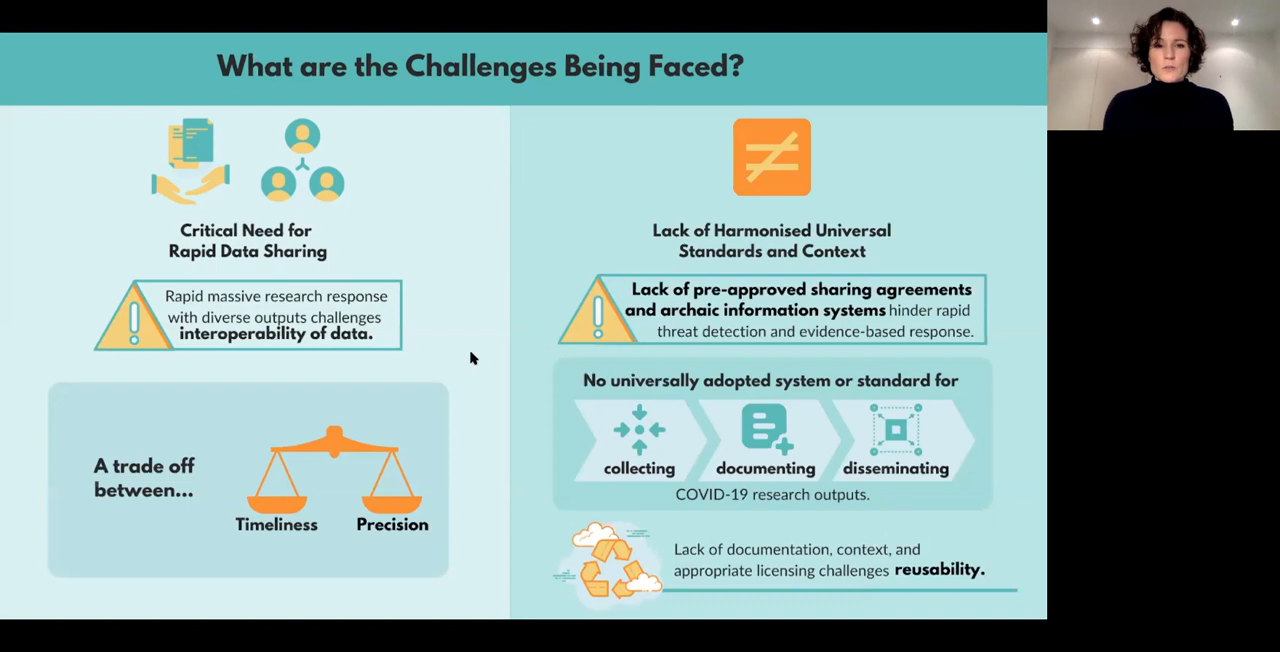 What are the Challenges Being Faced?
Critical Need for
Rapid Data Sharing
Rapid massive research response
with diverse outputs challenges
interoperability of data.
A trade off
between...
Timeliness
Precision
Lack of Harmonised Universal
Standards and Context
Lack of pre-approved sharing agreements
and archaic information systems hinder rapid
threat detection and evidence-based response.
No universally adopted system or standard for
collecting
documenting
disseminating
COVID-19 research outputs.
Lack of documentation, context, and
appropriate licensing challenges reusability.